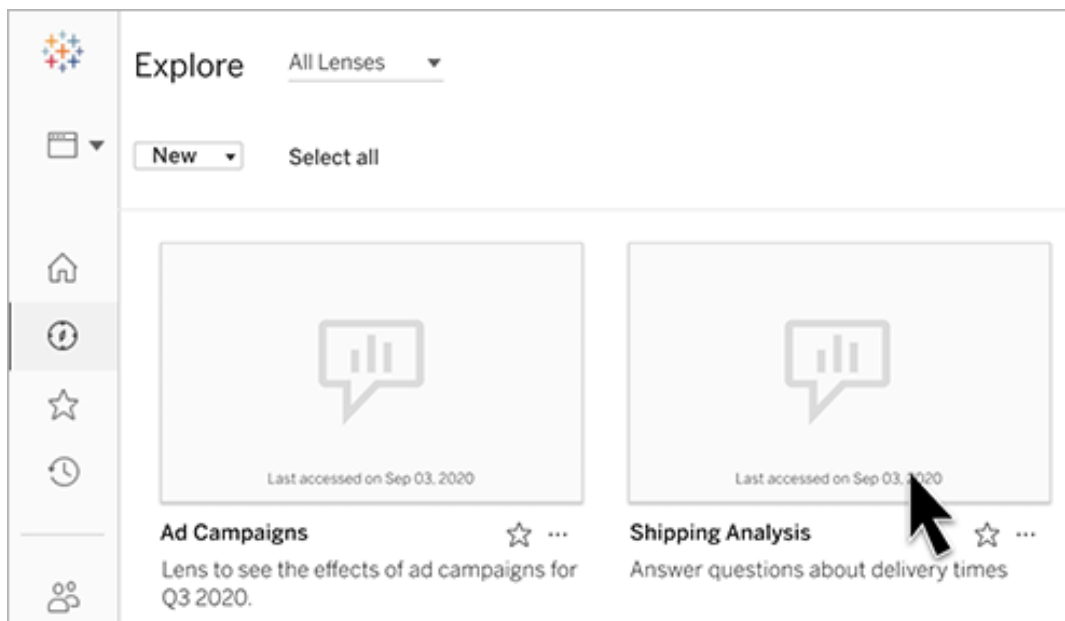 Explore
All Lenses
New
Select all
Last accessed on Sep 03, 2020
Ad Campaigns
Lens to see the effects of ad campaigns for
Q3 2020.
Last accessed on Sep 03, 2020
Shipping Analysis
Answer questions about delivery times